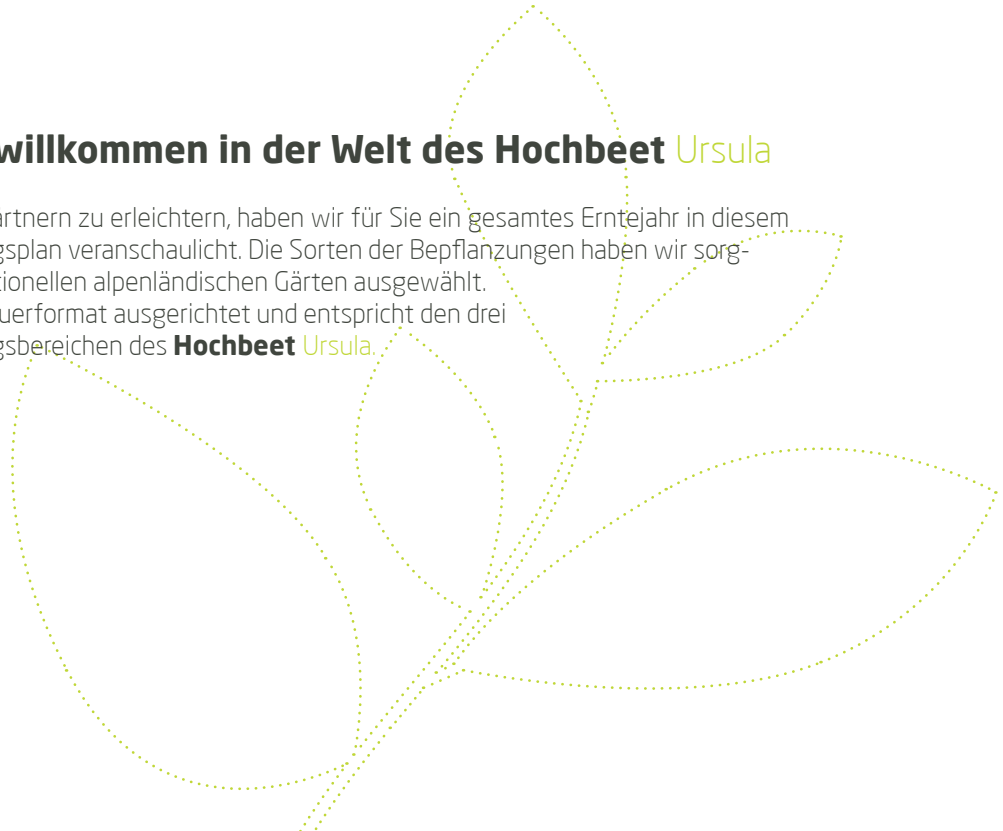 willkommen in der Welt des Hochbeet Ursula
artnern zu erleichtern, haben wir für Sie ein gesamtes Erntejahr in diesem
gsplan veranschaulicht. Die Sorten der Bepflanzungen haben wir sorg-
tionellen alpenländischen Gärten ausgewählt.
uerformat ausgerichtet und entspricht den drei
gsbereichen des Hochbeet Ursula.